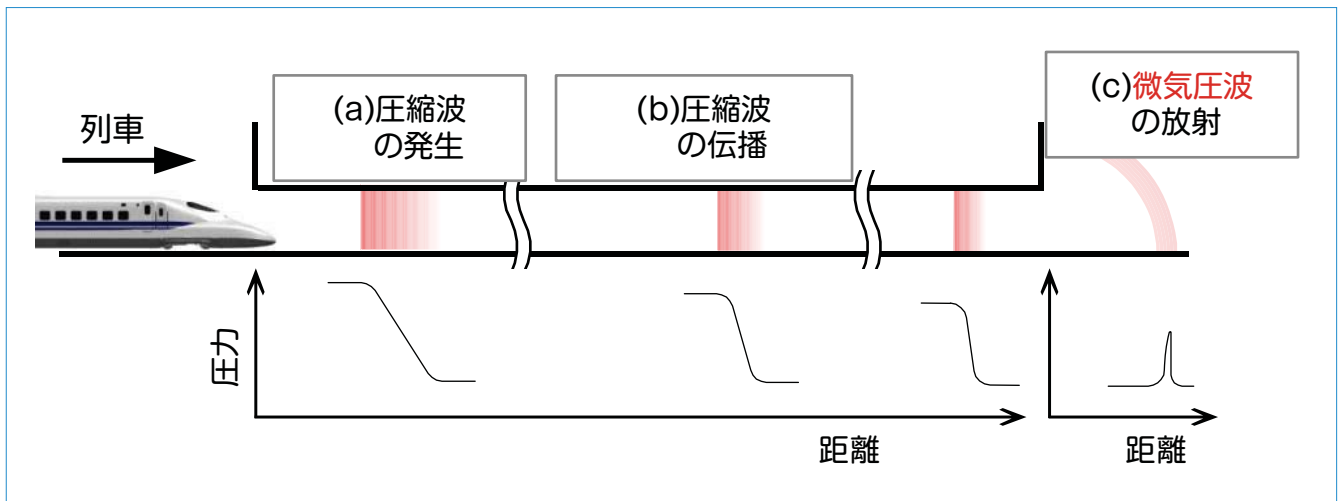 列車
(a)圧縮波
の発生
(b)圧縮波
の伝播
(c)微気圧波
の放射
圧力
距離
距離